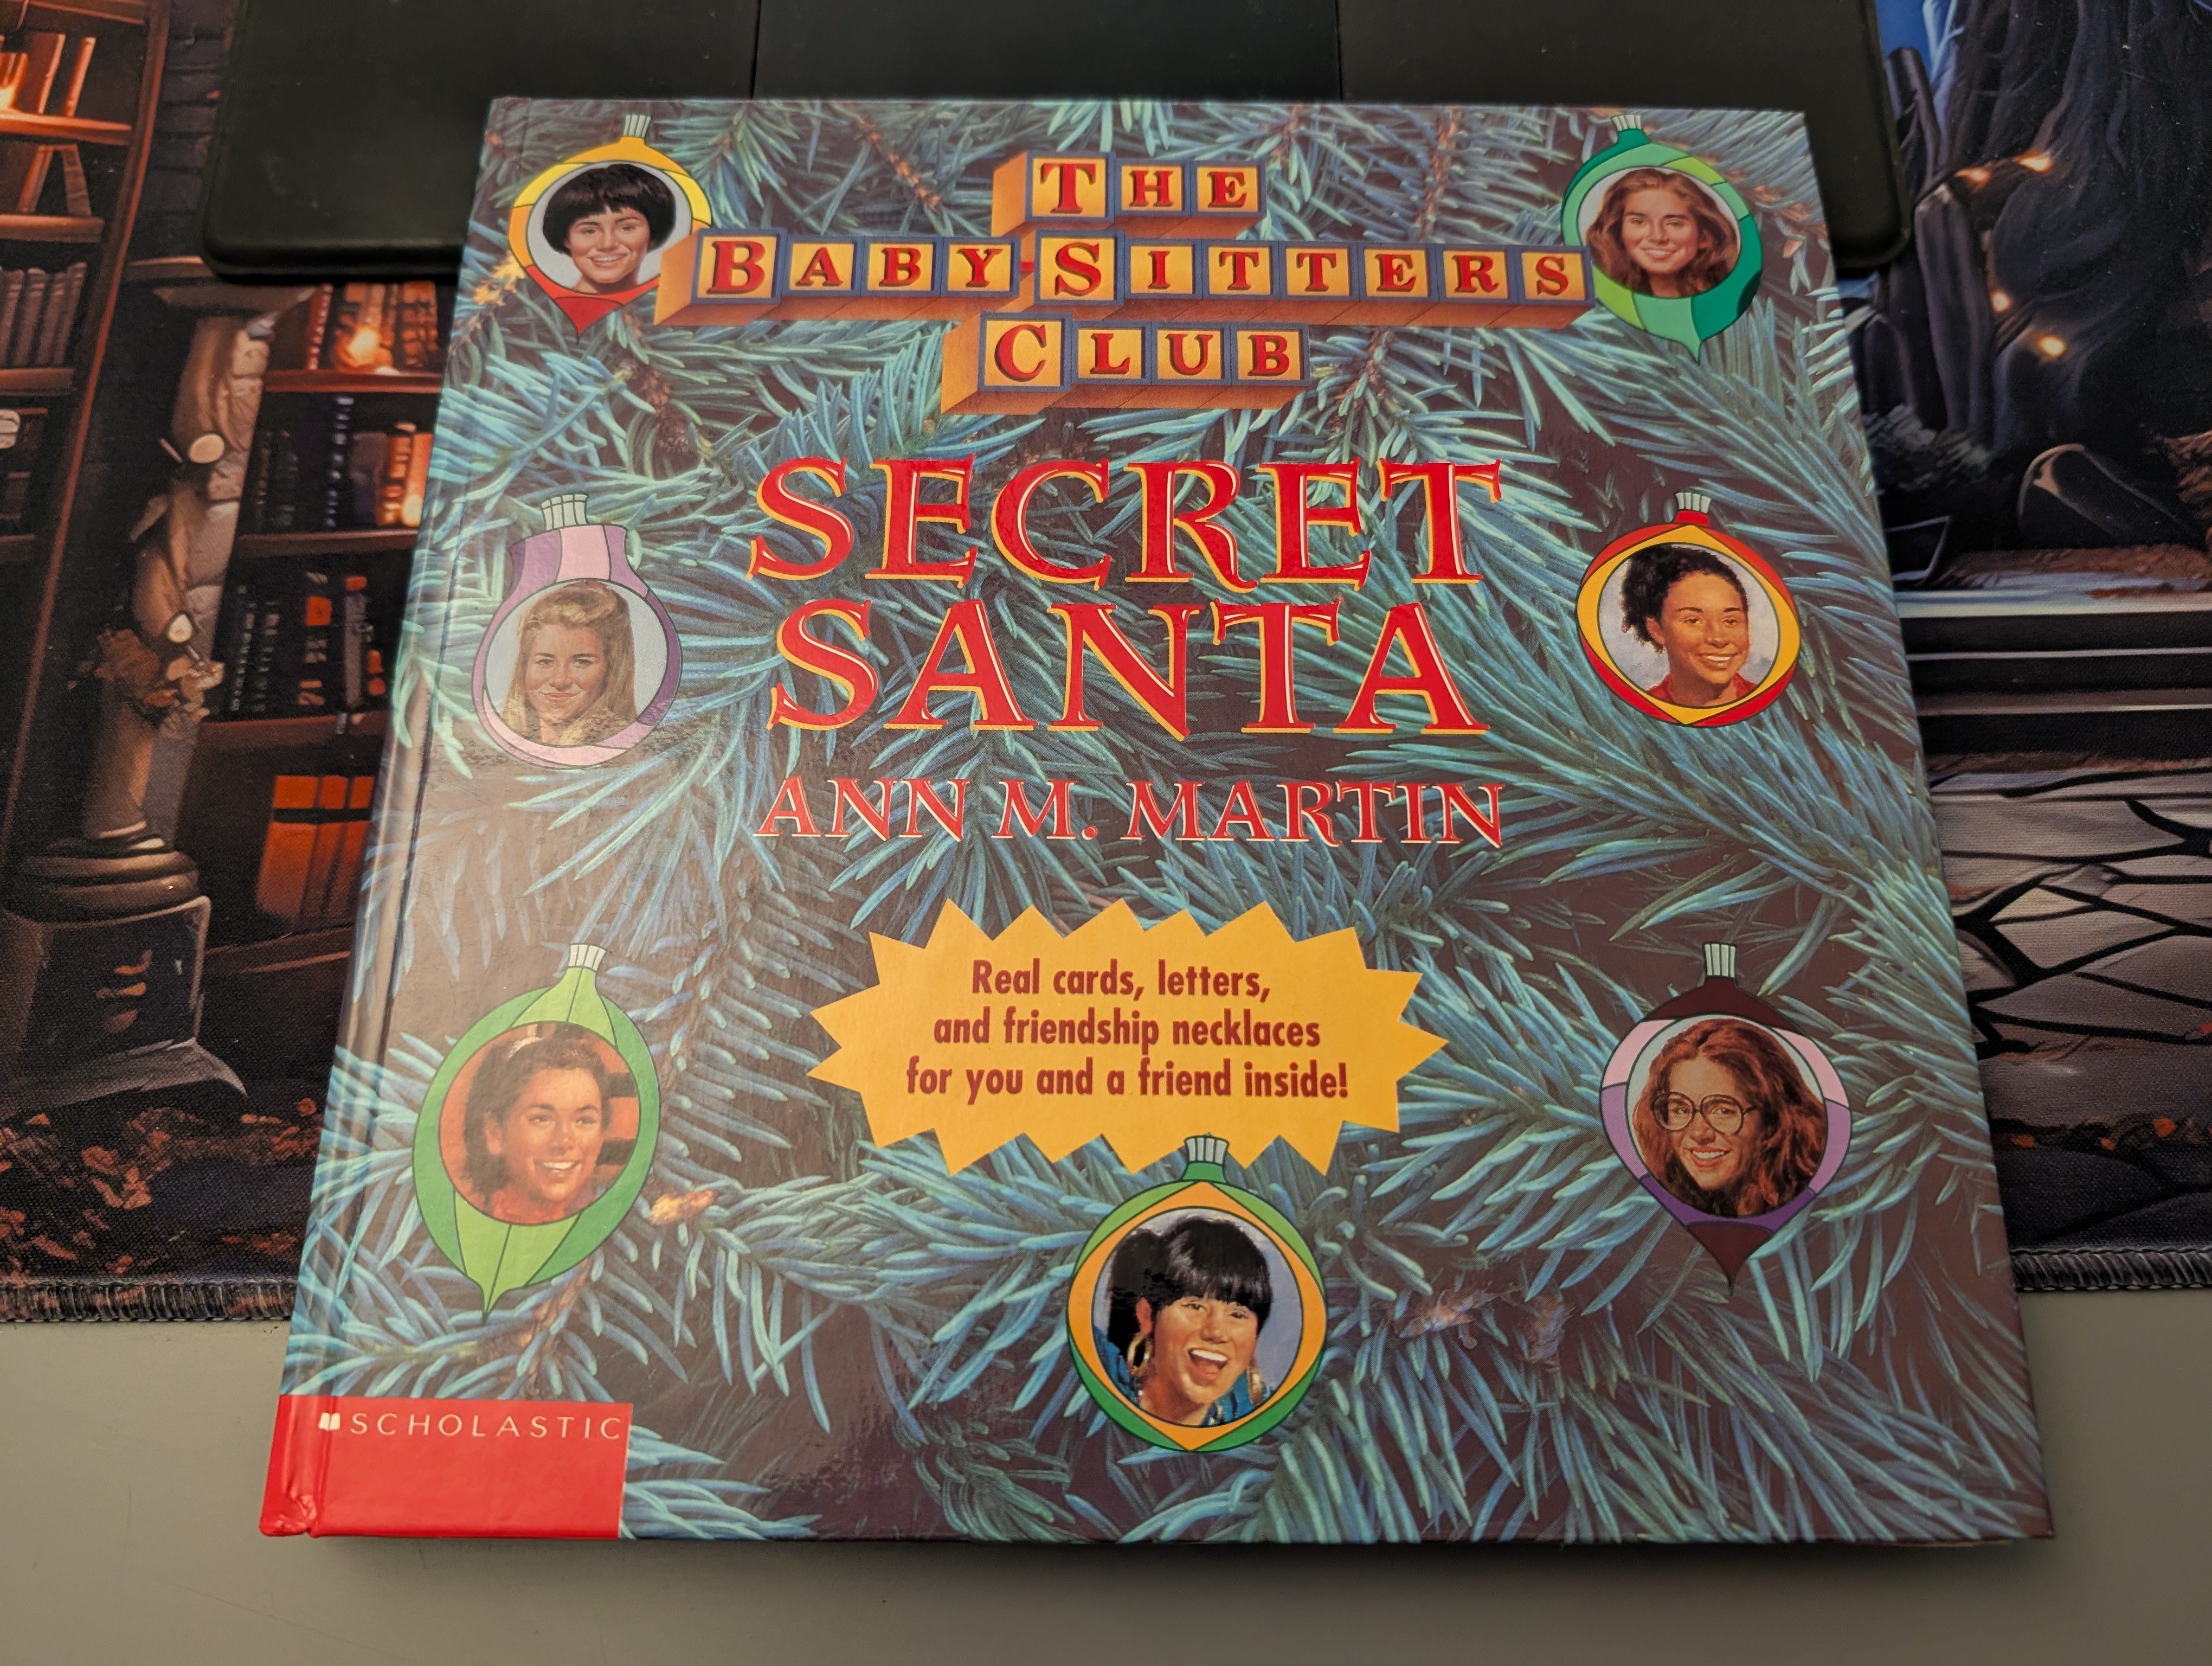 THE
BABY-SITTERS
CLUB
SECRET
SANTA
ANN M. MARTIN
Real cards, letters,
and friendship necklaces
for you and a friend inside!
SCHOLASTIC